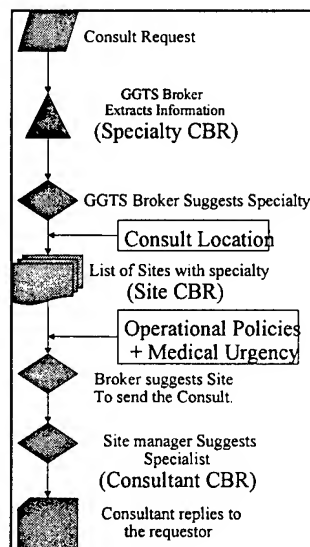 Consult Request
GGTS Broker
Extracts Information
(Specialty CBR)
GGTS Broker Suggests Specialty
Consult Location
List of Sites with specialty
(Site CBR)
Operational Policies
+ Medical Urgency
Broker suggests Site
To send the Consult.
Site manager Suggests
Specialist
(Consultant CBR)
Consultant replies to
the requestor